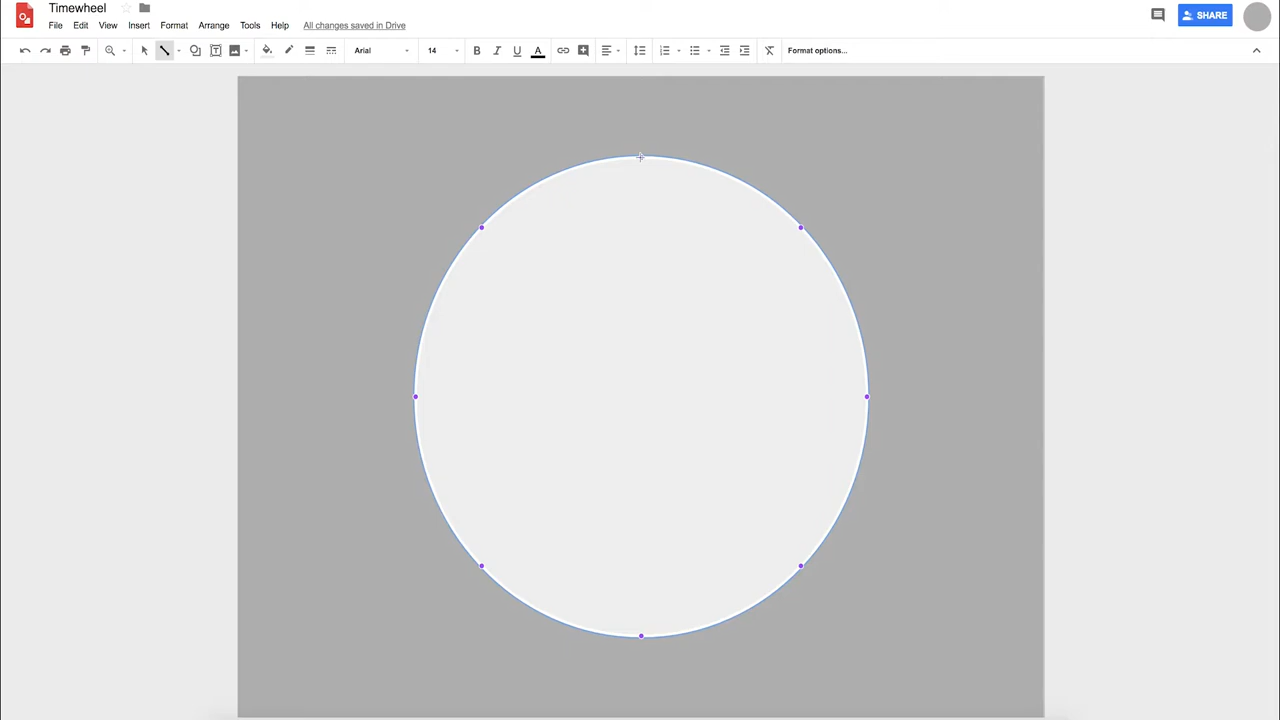 Timewheel
File Edit View Insert Format Arrange Tools Help All changes saved in Drive
SHARE
Arial 14 B I U A Format options...